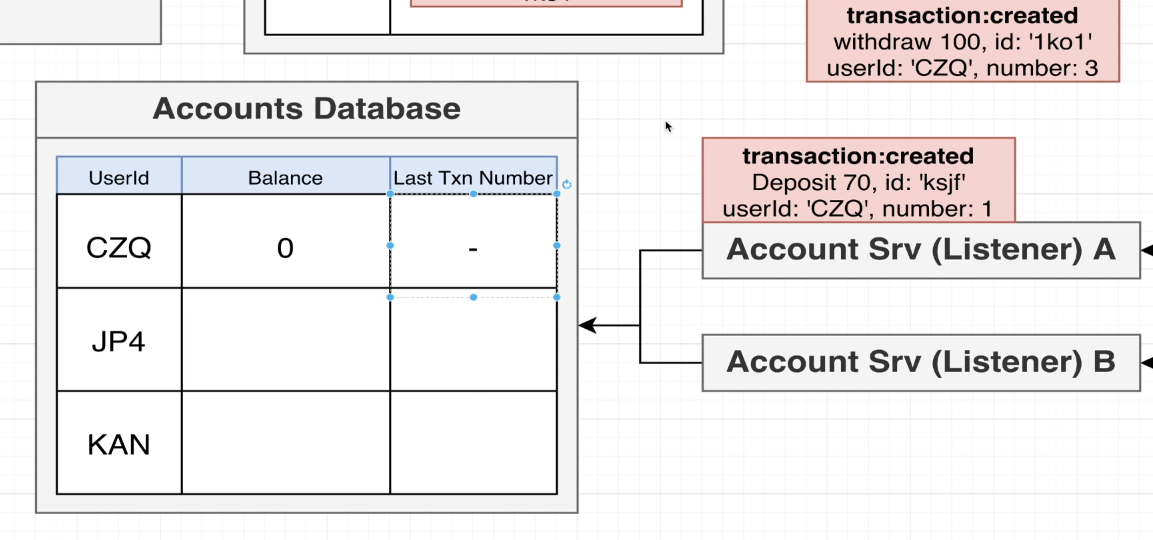 transaction:created
withdraw 100, id: '1ko1'
userId: 'CZQ', number: 3
Accounts Database
UserId Balance Last Txn Number
CZQ 0 -
JP4
KAN
transaction:created
Deposit 70, id: 'ksjf'
userId: 'CZQ', number: 1
Account Srv (Listener) A
Account Srv (Listener) B